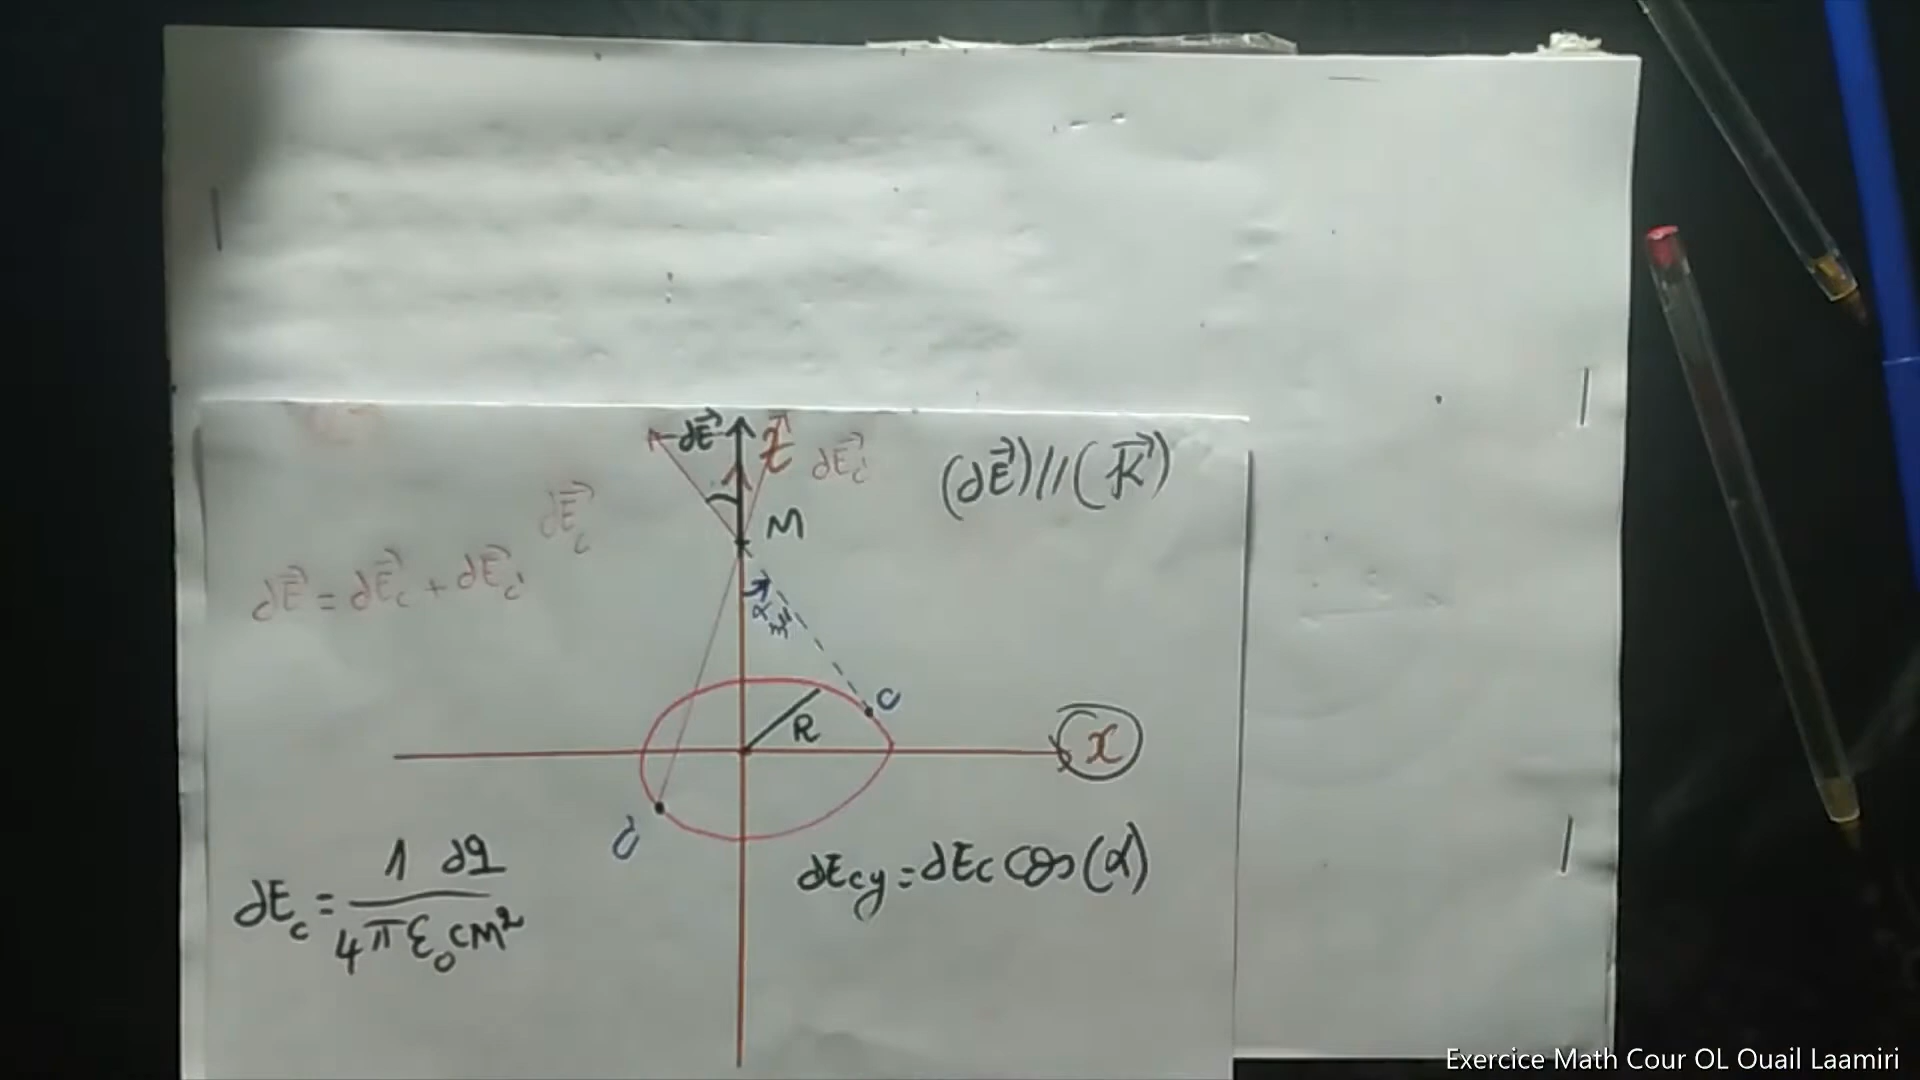 dE⃗ z⃗ dE⃗c'
(dE⃗)//(K⃗)
dE⃗c
M
dE⃗ = dE⃗c + dE⃗c'
α
c
R
x
c'
dEc = 1 dq / 4πε₀ CM²
dEcy = dEc cos(α)
Exercice Math Cour OL Ouail Laamiri